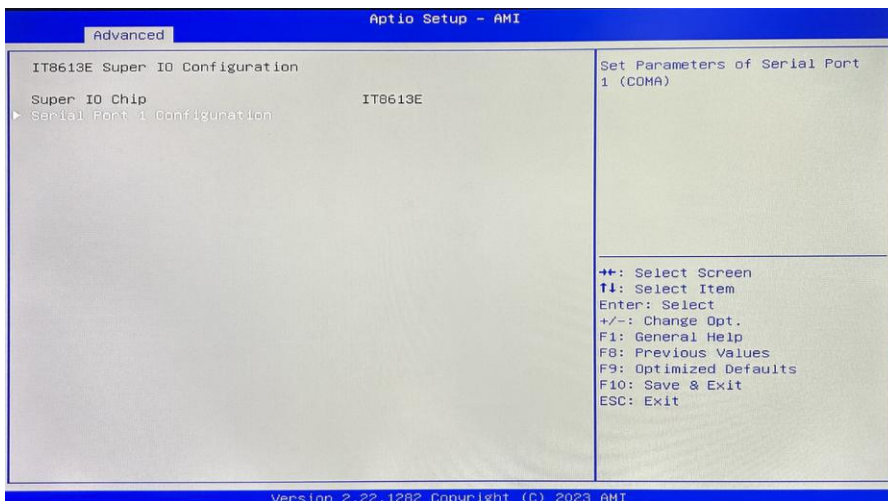 Aptio Setup - AMI
Advanced
IT8613E Super IO Configuration
Super IO Chip IT8613E
Serial Port 1 Configuration
Set Parameters of Serial Port
1 (COMA)
→←: Select Screen
↑↓: Select Item
Enter: Select
+/-: Change Opt.
F1: General Help
F8: Previous Values
F9: Optimized Defaults
F10: Save & Exit
ESC: Exit
Version 2.22.1282 Copyright (C) 2023 AMI